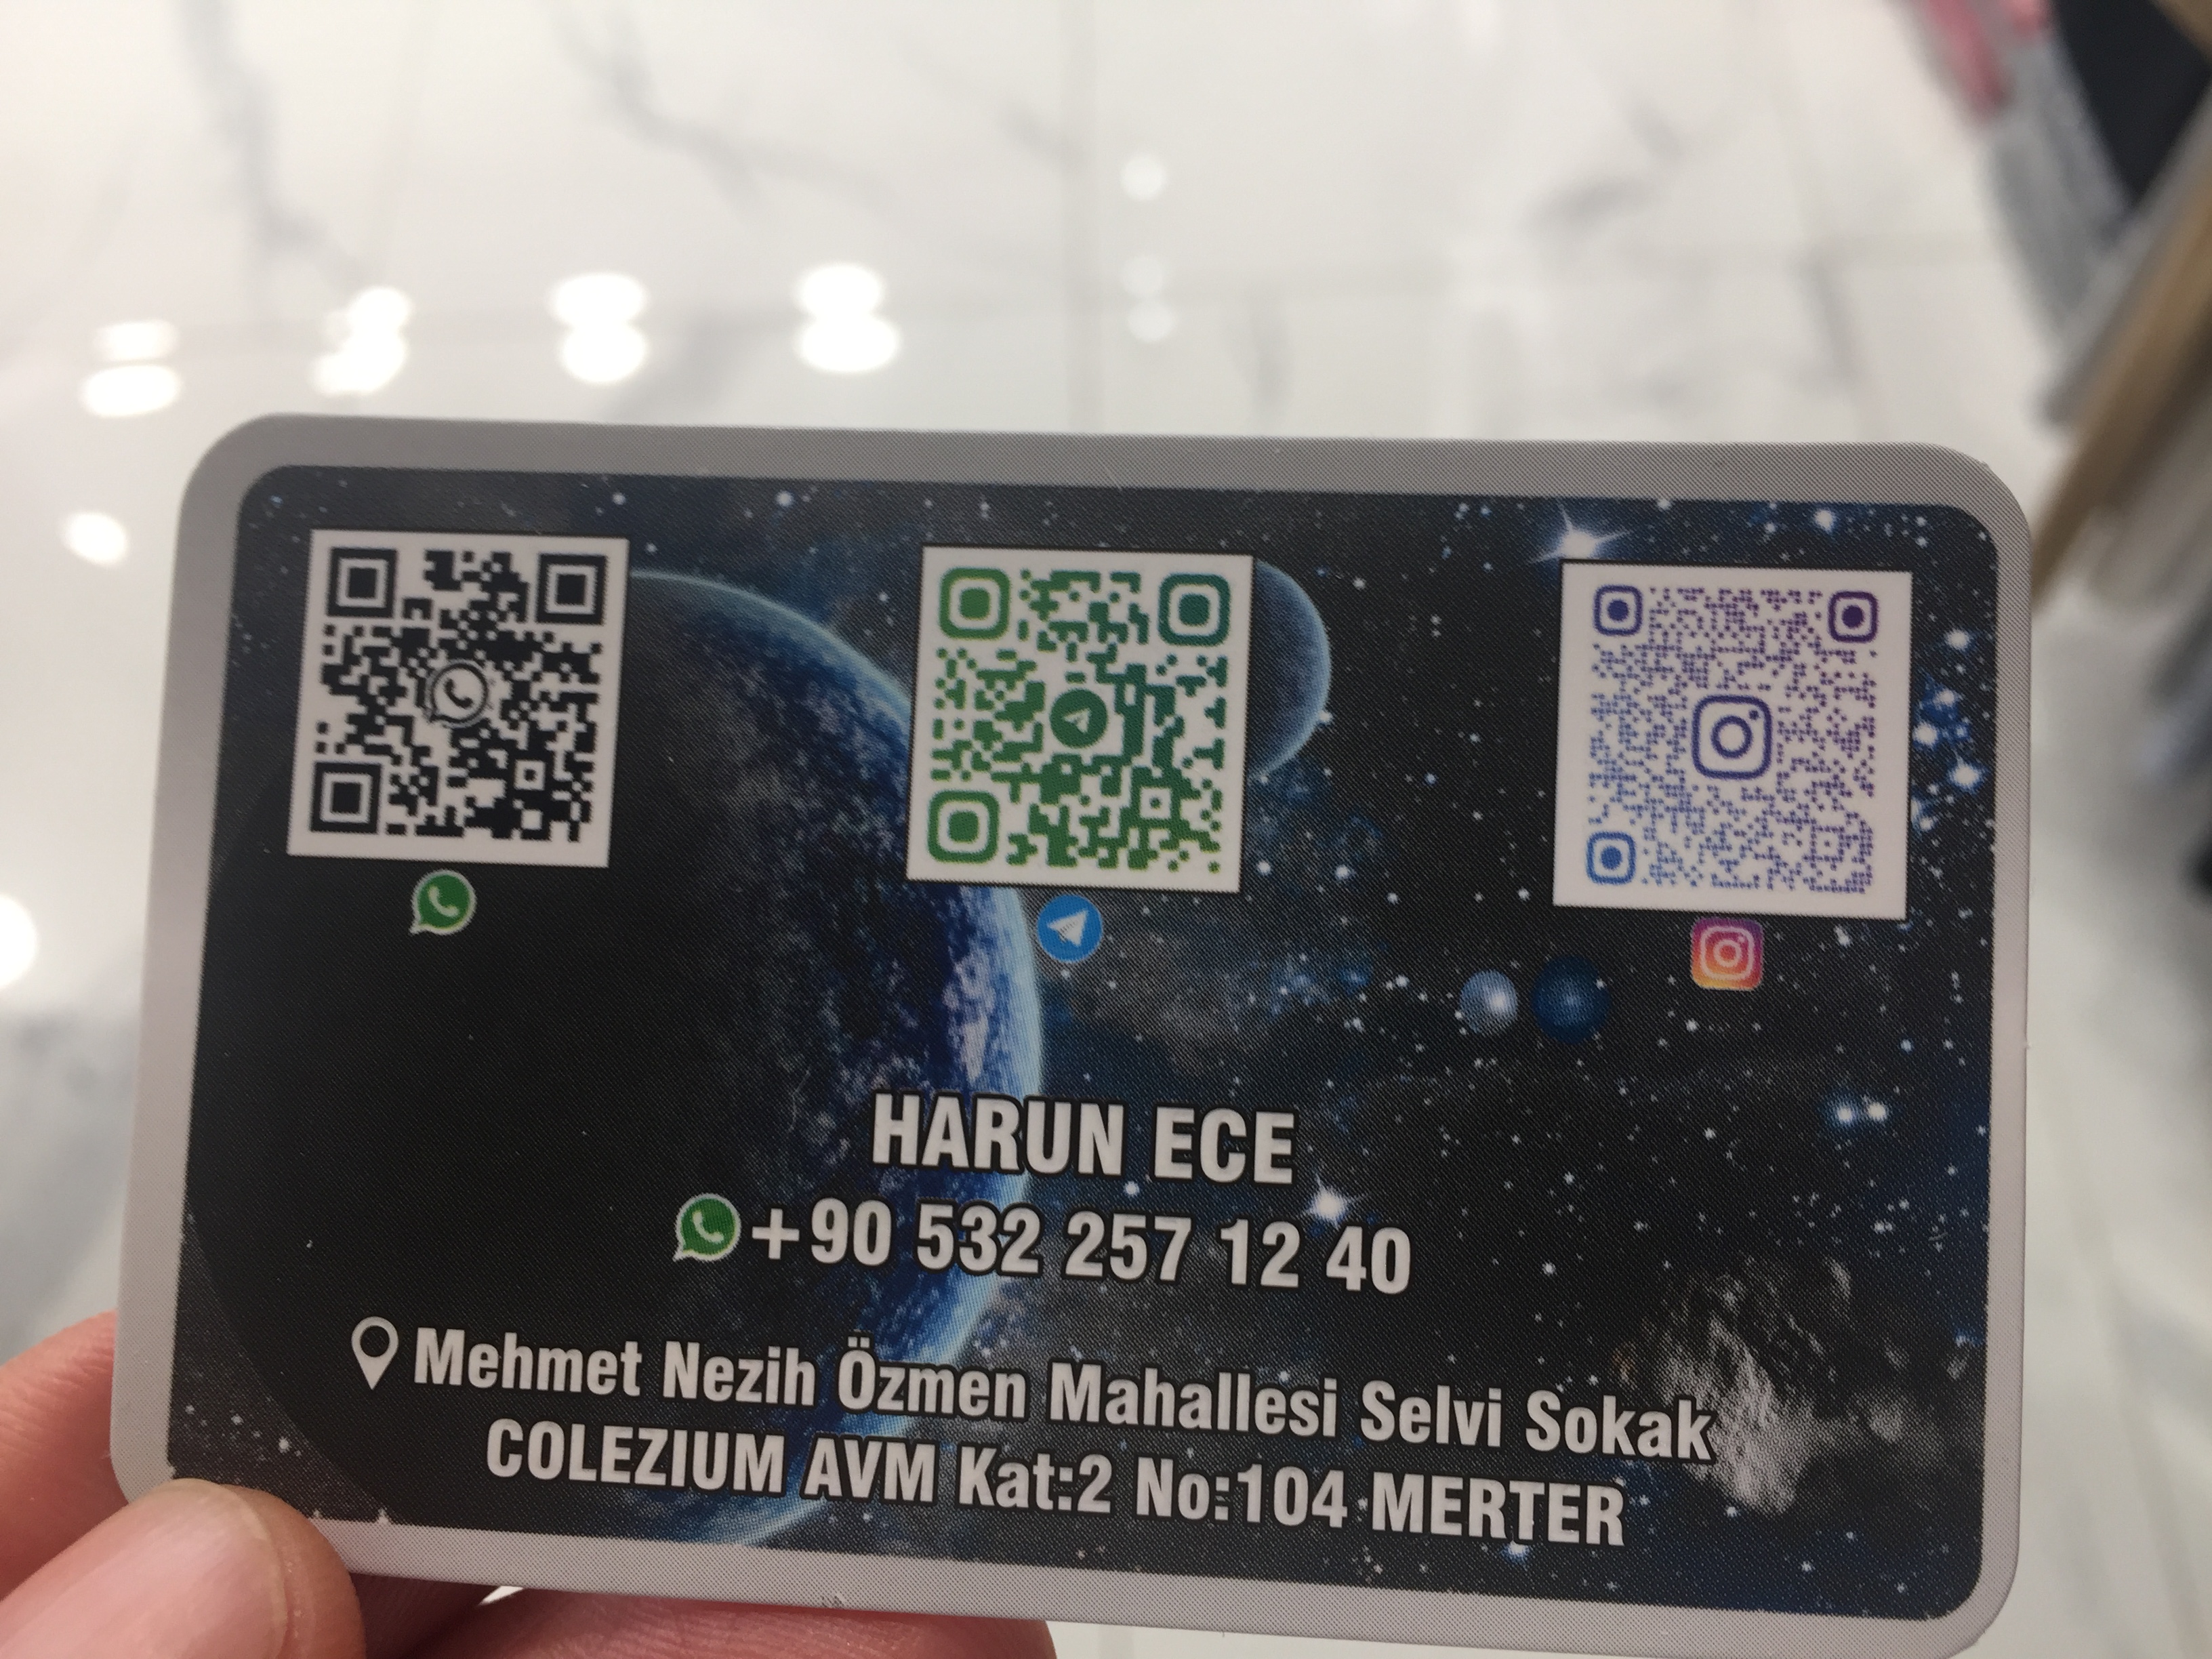 HARUN ECE
+90 532 257 12 40
Mehmet Nezih Özmen Mahallesi Selvi Sokak
COLEZIUM AVM Kat:2 No:104 MERTER